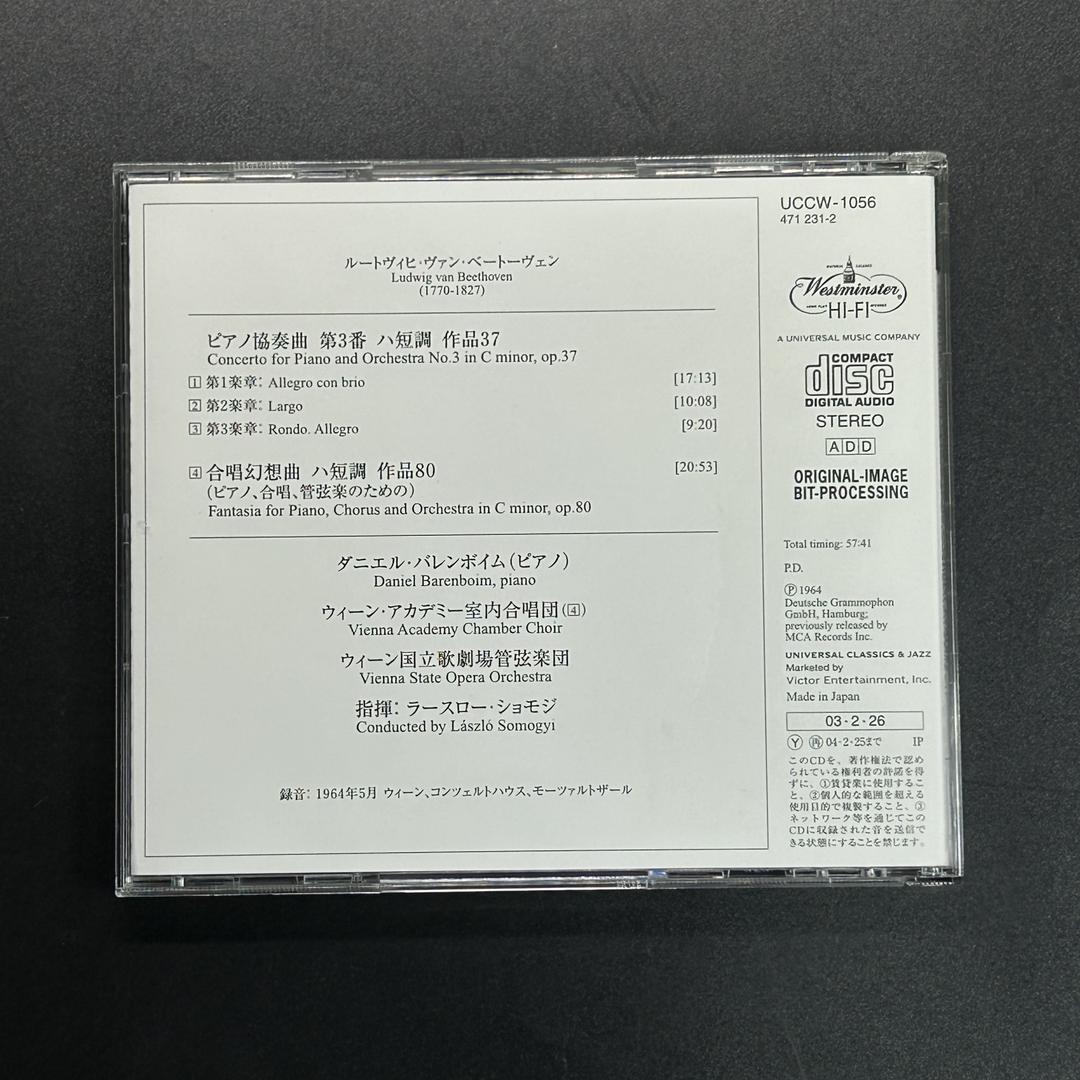 ルートヴィヒ・ヴァン・ベートーヴェン
Ludwig van Beethoven
(1770-1827)
ピアノ協奏曲 第3番 ハ短調 作品37
Concerto for Piano and Orchestra No.3 in C minor, op.37
1 第1楽章: Allegro con brio [17:13]
2 第2楽章: Largo [10:08]
3 第3楽章: Rondo. Allegro [9:20]
4 合唱幻想曲 ハ短調 作品80 [20:53]
(ピアノ、合唱、管弦楽のための)
Fantasia for Piano, Chorus and Orchestra in C minor, op.80
ダニエル・バレンボイム(ピアノ)
Daniel Barenboim, piano
ウィーン・アカデミー室内合唱団(4)
Vienna Academy Chamber Choir
ウィーン国立歌劇場管弦楽団
Vienna State Opera Orchestra
指揮: ラースロー・ショモジ
Conducted by László Somogyi
録音: 1964年5月 ウィーン、コンツェルトハウス、モーツァルトザール
UCCW-1056
471 231-2
NATURAL BALANCE
Westminster®
HI-FI
A UNIVERSAL MUSIC COMPANY
COMPACT
disc
DIGITAL AUDIO
STEREO
ADD
ORIGINAL-IMAGE
BIT-PROCESSING
Total timing: 57:41
P.D.
Ⓟ 1964
Deutsche Grammophon
GmbH, Hamburg;
previously released by
MCA Records Inc.
UNIVERSAL CLASSICS & JAZZ
Marketed by
Victor Entertainment, Inc.
Made in Japan
03・2・26
Ⓨ 再 04・2・25まで IP
このCDを、著作権法で認め
られている権利者の許諾を得
ずに、①賃貸業に使用するこ
と、②個人的な範囲を超える
使用目的で複製すること、③
ネットワーク等を通じてこの
CDに収録された音を送信で
きる状態にすることを禁じます。